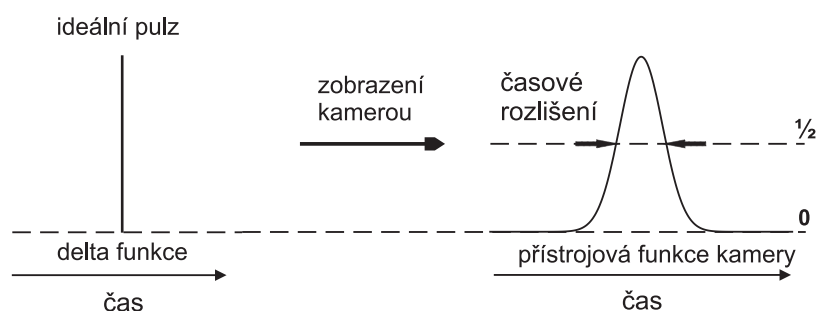 ideální pulz
zobrazení
kamerou
časové
rozlišení
½
0
delta funkce
přístrojová funkce kamery
čas
čas